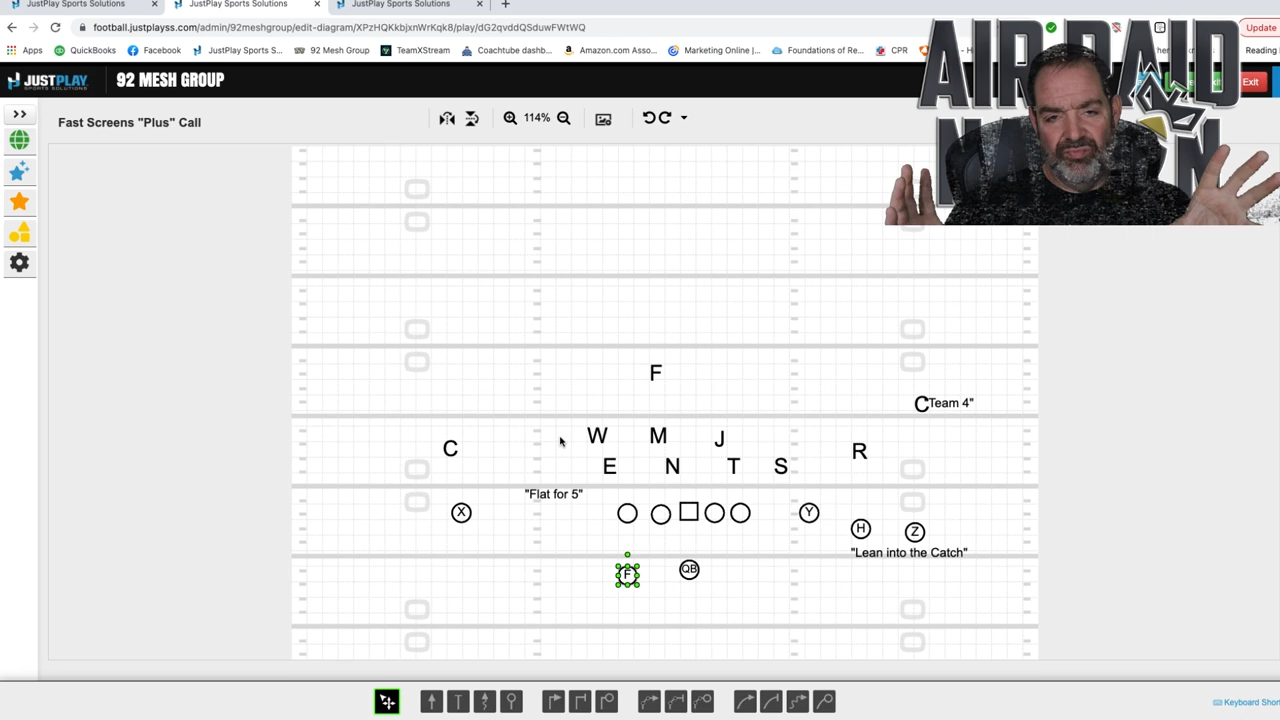 JustPlay Sports Solutions
JustPlay Sports Solutions
JustPlay Sports Solutions
football.justplayss.com/admin/92meshgroup/edit-diagram/XPzHQKkbjxnWrKqk8/play/dG2qvddQSduwFWtWQ
Update
Apps
QuickBooks
Facebook
JustPlay Sports S...
92 Mesh Group
TeamXStream
Coachtube dashb...
Amazon.com Asso...
Marketing Online |...
Foundations of Re...
CPR
Reading
JUSTPLAY
SPORTS SOLUTIONS
92 MESH GROUP
Exit
AIR RAID
NATION
Fast Screens "Plus" Call
114%
F
C "Team 4"
C
W
M
J
R
E
N
T
S
"Flat for 5"
X
Y
H
Z
"Lean into the Catch"
F
QB
Keyboard Shor